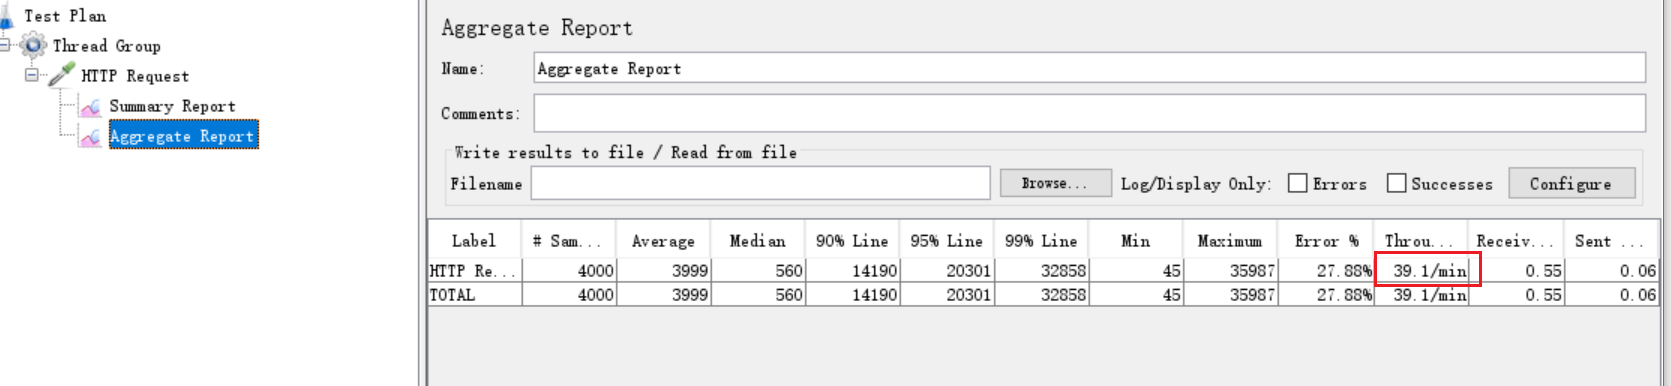 Test Plan
Thread Group
HTTP Request
Summary Report
Aggregate Report
Aggregate Report
Name: Aggregate Report
Comments:
Write results to file / Read from file
Filename Browse... Log/Display Only: Errors Successes Configure
Label # Sam... Average Median 90% Line 95% Line 99% Line Min Maximum Error % Throu... Receiv... Sent ...
HTTP Re... 4000 3999 560 14190 20301 32858 45 35987 27.88% 39.1/min 0.55 0.06
TOTAL 4000 3999 560 14190 20301 32858 45 35987 27.88% 39.1/min 0.55 0.06